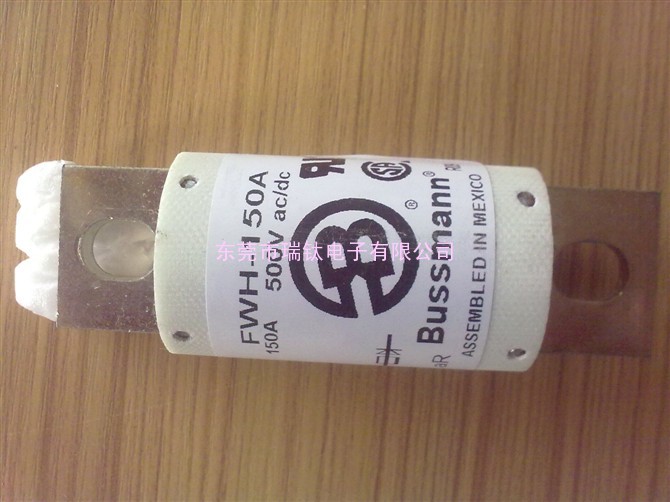 FWH-150A
150A 500V ac/dc
Bussmann®
ASSEMBLED IN MEXICO
aR
东莞市瑞钛电子有限公司